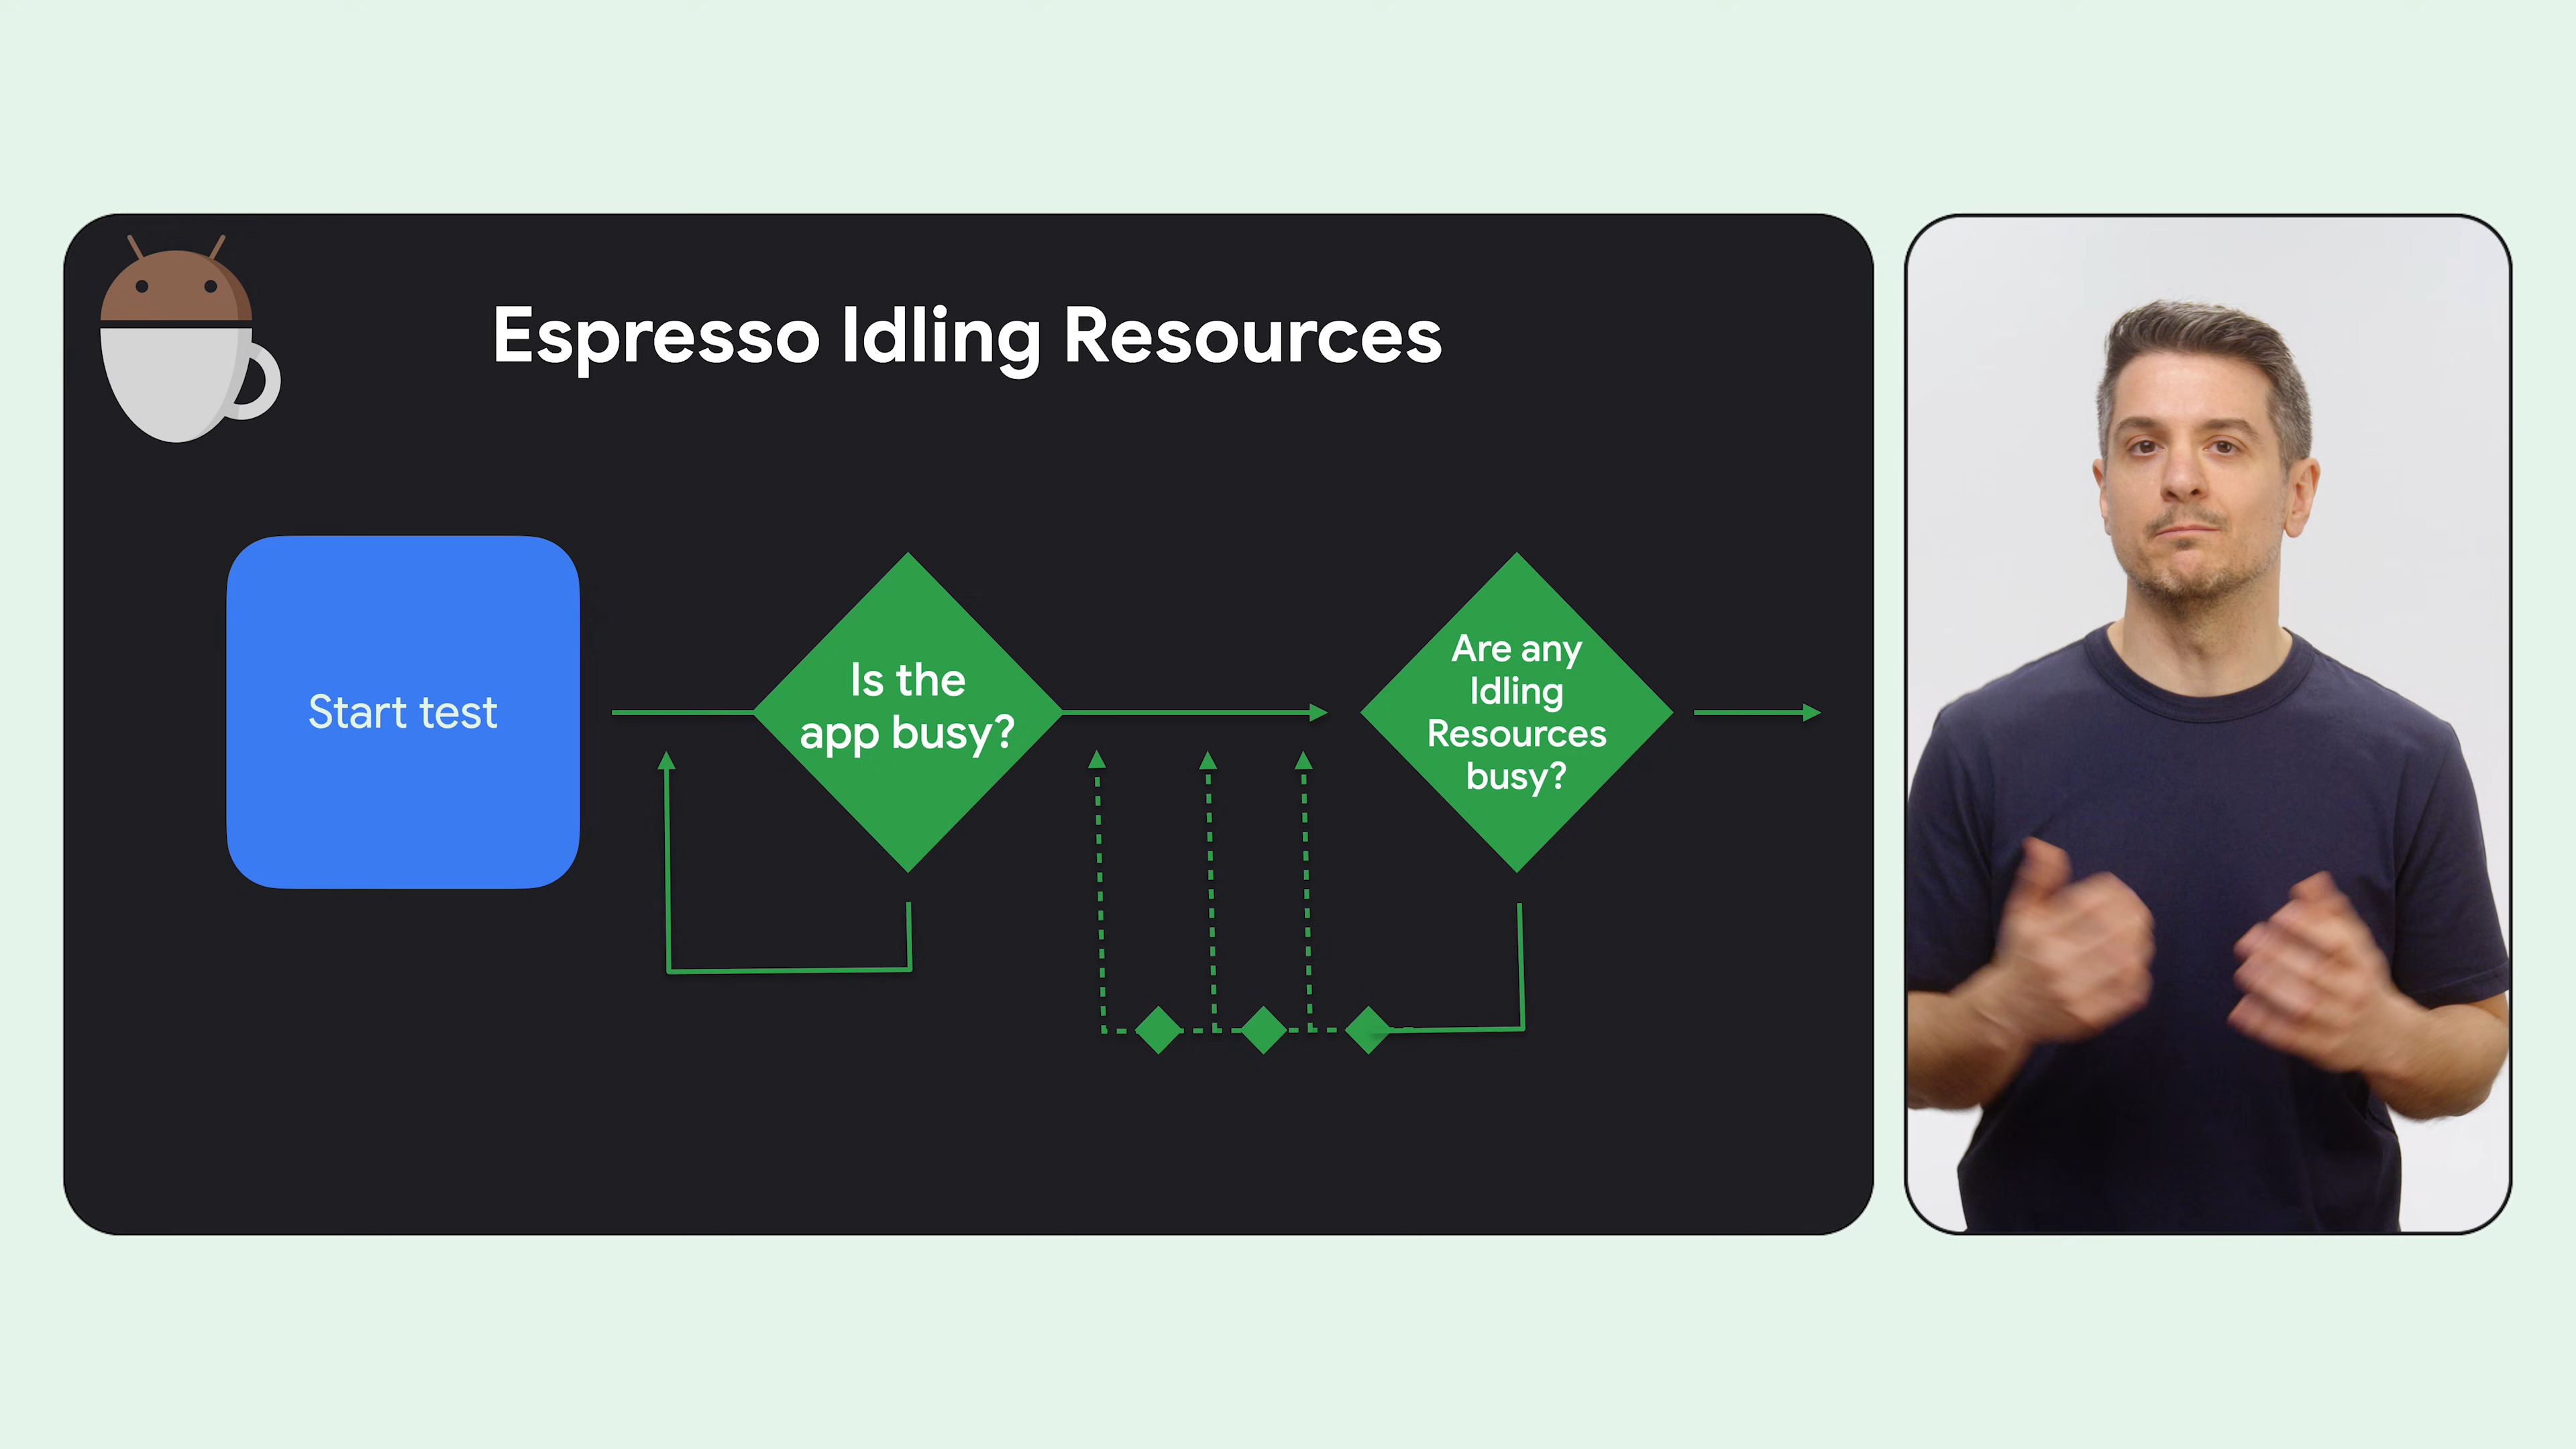 Espresso Idling Resources
Start test
Is the
app busy?
Are any
Idling
Resources
busy?